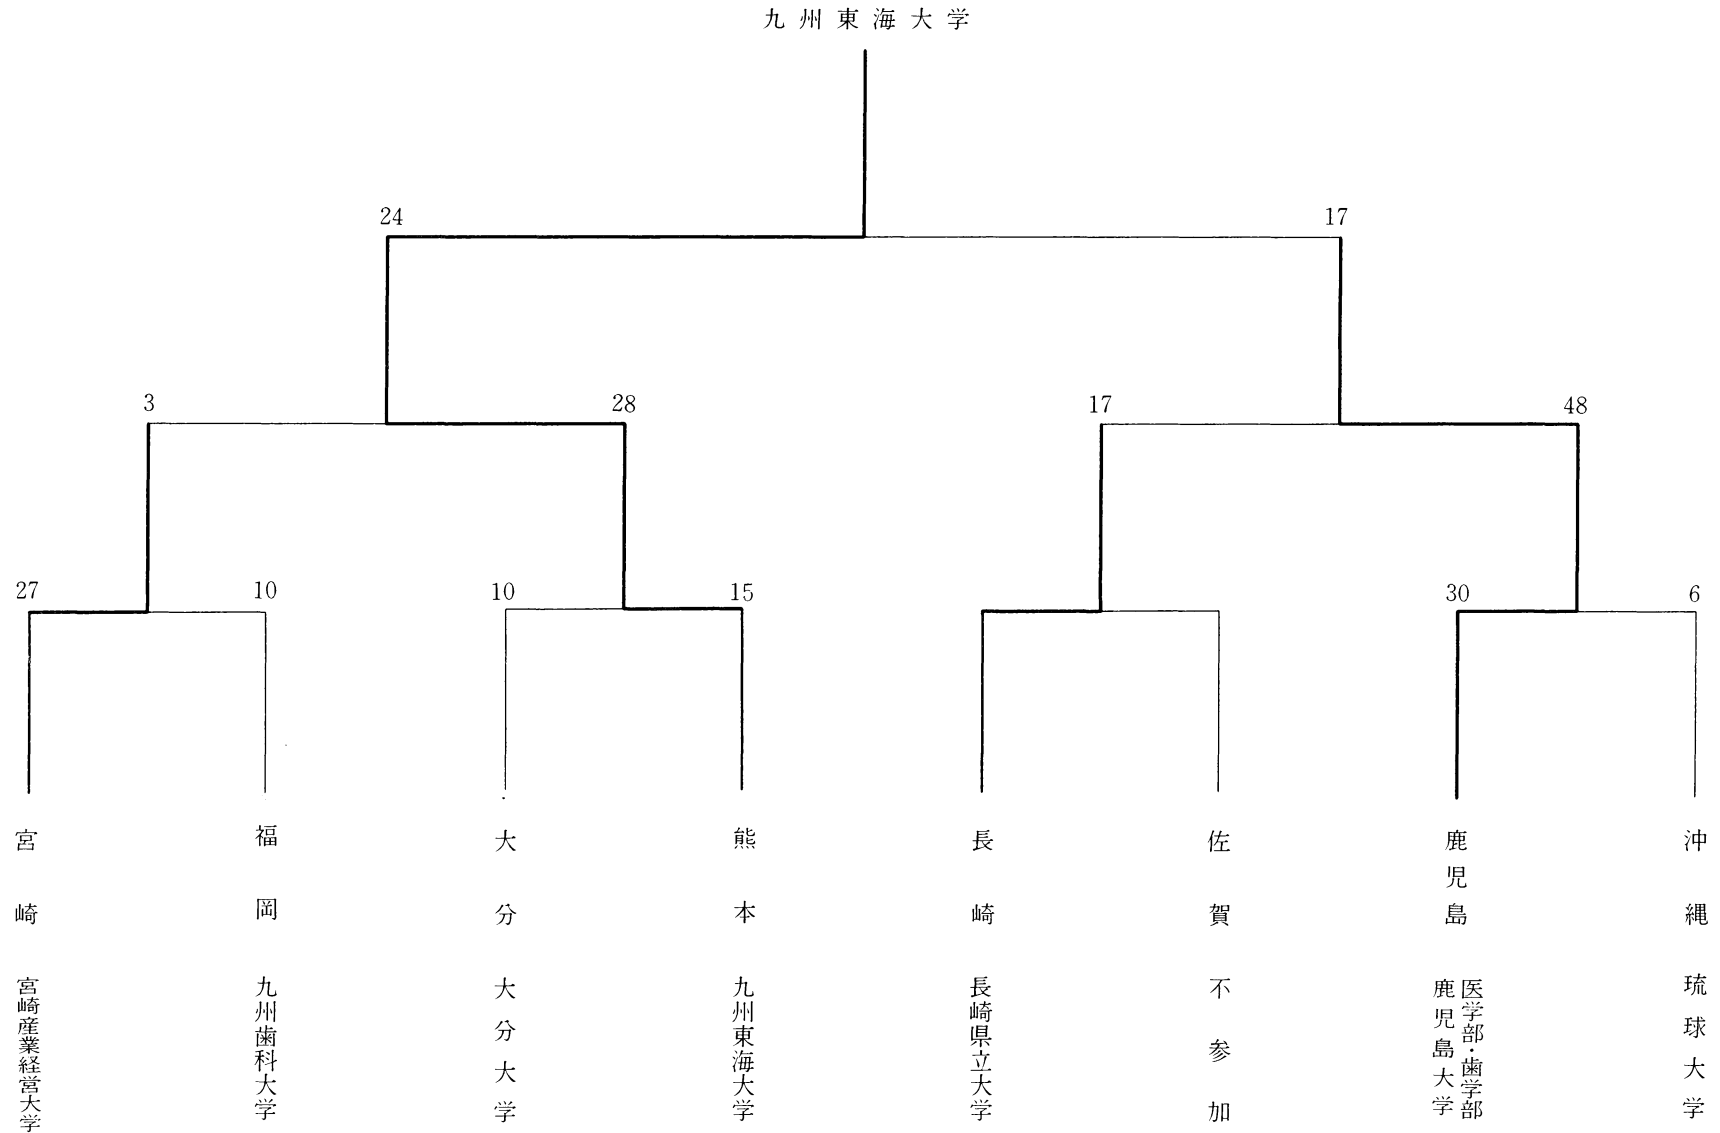 九州東海大学
24
17
3
28
17
48
27
10
10
15
30
6
宮崎
福岡
大分
熊本
長崎
佐賀
鹿児島
沖縄
宮崎産業経営大学
九州歯科大学
大分大学
九州東海大学
長崎県立大学
不参加
鹿児島大学
医学部・歯学部
琉球大学